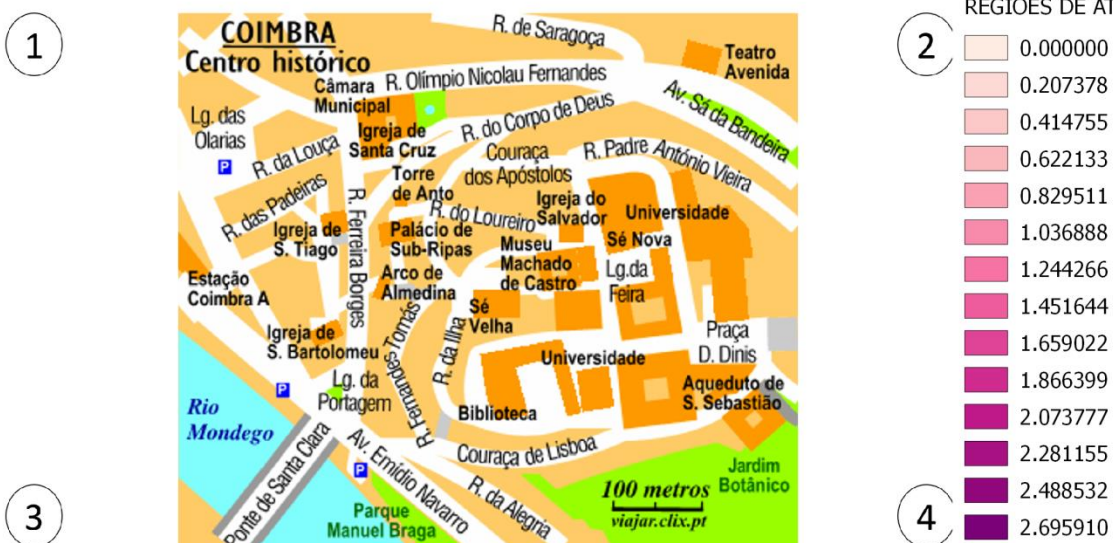 1
COIMBRA
Centro histórico
R. de Saragoça
Teatro
Avenida
Câmara
Municipal
R. Olímpio Nicolau Fernandes
Av. Sá da Bandeira
Lg. das
Olarias
P
R. da Louça
Igreja de
Santa Cruz
R. do Corpo de Deus
Couraça
dos Apóstolos
R. Padre António Vieira
Torre
de Anto
R. das Padeiras
R. Ferreira Borges
R. do Loureiro
Igreja do
Salvador
Universidade
Igreja de
S. Tiago
Palácio de
Sub-Ripas
Museu
Machado
de Castro
Sé Nova
Lg.da
Feira
Estação
Coimbra A
Arco de
Almedina
Sé
Velha
R. da Ilha
R. Fernandes Tomás
Igreja de
S. Bartolomeu
Universidade
Praça
D. Dinis
P
Lg. da
Portagem
Biblioteca
Aqueduto de
S. Sebastião
Rio
Mondego
Couraça de Lisboa
Ponte de Santa Clara
Av. Emídio Navarro
P
R. da Alegria
Parque
Manuel Braga
100 metros
viajar.clix.pt
Jardim
Botânico
3
2
REGIÕES DE AT
0.000000
0.207378
0.414755
0.622133
0.829511
1.036888
1.244266
1.451644
1.659022
1.866399
2.073777
2.281155
2.488532
2.695910
4